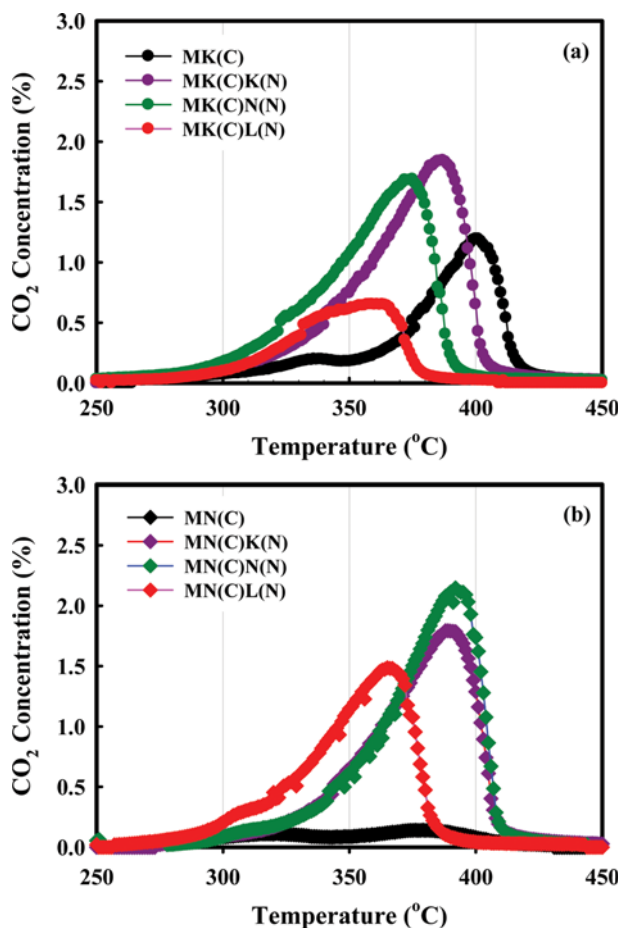 3.0
(a)
MK(C)
2.5
MK(C)K(N)
MK(C)N(N)
2.0
MK(C)L(N)
1.5
1.0
0.5
0.0
CO₂ Concentration (%)
250 300 350 400 450
Temperature (°C)
3.0
(b)
MN(C)
2.5
MN(C)K(N)
MN(C)N(N)
2.0
MN(C)L(N)
1.5
1.0
0.5
0.0
CO₂ Concentration (%)
250 300 350 400 450
Temperature (°C)